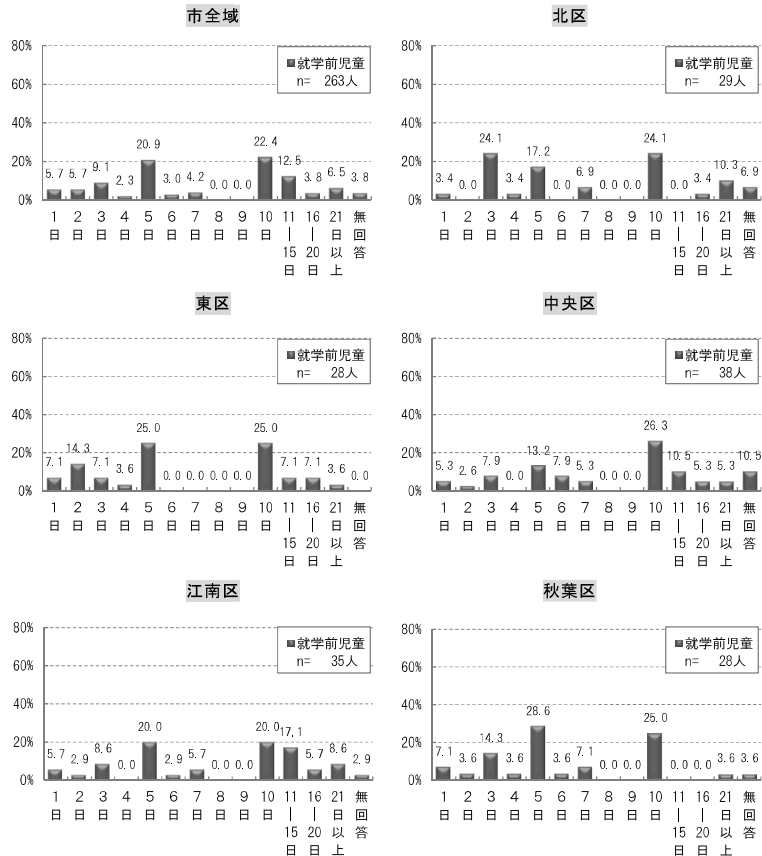 市全域
80%
60%
40%
20%
0%
就学前児童
n= 263人
5.7 5.7 9.1 2.3 20.9 3.0 4.2 0.0 0.0 22.4 12.5 3.8 6.5 3.8
1日 2日 3日 4日 5日 6日 7日 8日 9日 10日 11―15日 16―20日 21日以上 無回答
北区
80%
60%
40%
20%
0%
就学前児童
n= 29人
3.4 0.0 24.1 3.4 17.2 0.0 6.9 0.0 0.0 24.1 0.0 3.4 10.3 6.9
1日 2日 3日 4日 5日 6日 7日 8日 9日 10日 11―15日 16―20日 21日以上 無回答
東区
80%
60%
40%
20%
0%
就学前児童
n= 28人
7.1 14.3 7.1 3.6 25.0 0.0 0.0 0.0 0.0 25.0 7.1 7.1 3.6 0.0
1日 2日 3日 4日 5日 6日 7日 8日 9日 10日 11―15日 16―20日 21日以上 無回答
中央区
80%
60%
40%
20%
0%
就学前児童
n= 38人
5.3 2.6 7.9 0.0 13.2 7.9 5.3 0.0 0.0 26.3 10.5 5.3 5.3 10.5
1日 2日 3日 4日 5日 6日 7日 8日 9日 10日 11―15日 16―20日 21日以上 無回答
江南区
80%
60%
40%
20%
0%
就学前児童
n= 35人
5.7 2.9 8.6 0.0 20.0 2.9 5.7 0.0 0.0 20.0 17.1 5.7 8.6 2.9
1日 2日 3日 4日 5日 6日 7日 8日 9日 10日 11―15日 16―20日 21日以上 無回答
秋葉区
80%
60%
40%
20%
0%
就学前児童
n= 28人
7.1 3.6 14.3 3.6 28.6 3.6 7.1 0.0 0.0 25.0 0.0 0.0 3.6 3.6
1日 2日 3日 4日 5日 6日 7日 8日 9日 10日 11―15日 16―20日 21日以上 無回答